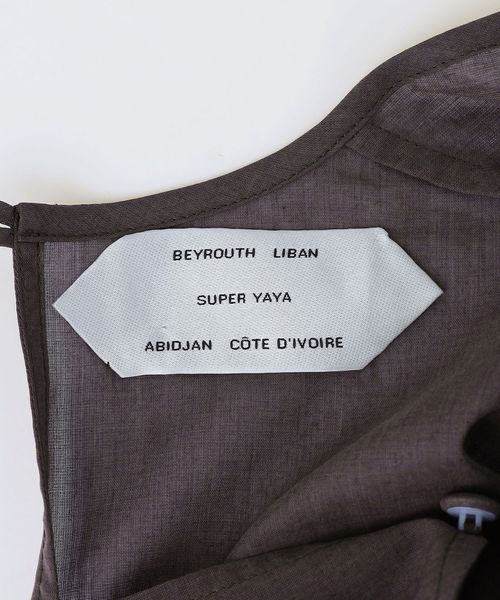 BEYROUTH LIBAN
SUPER YAYA
ABIDJAN CÔTE D'IVOIRE